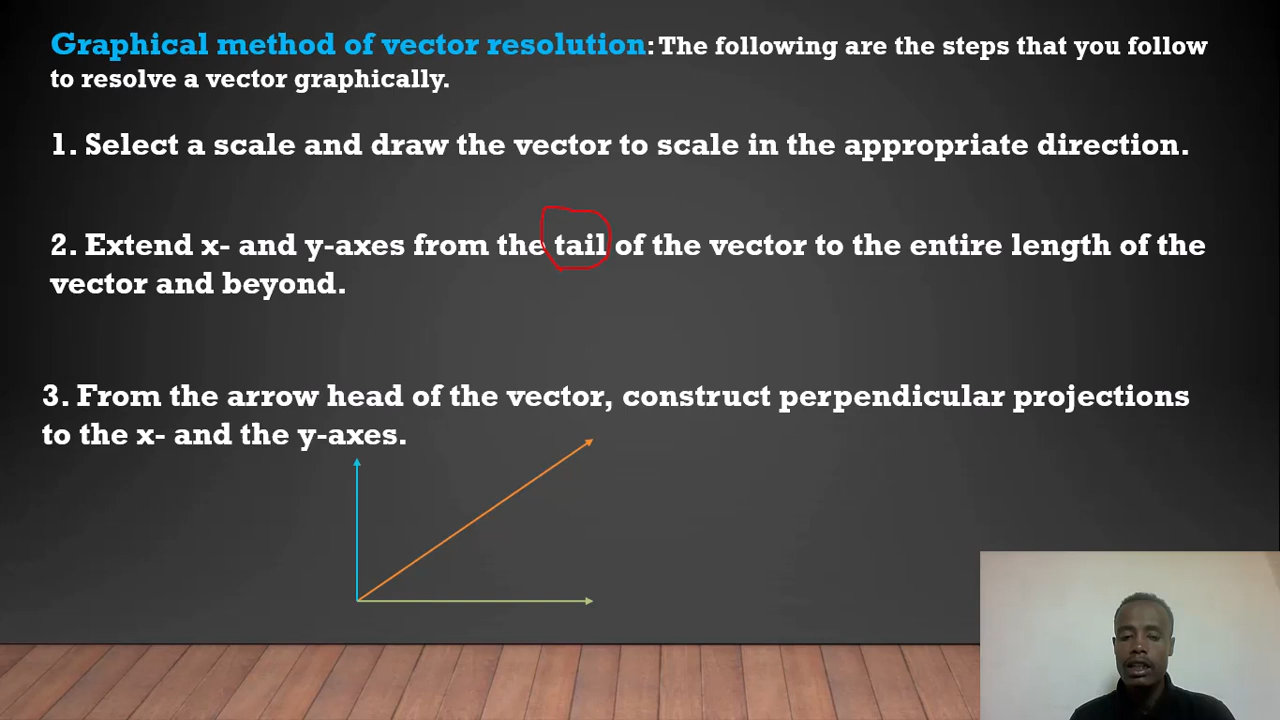 Graphical method of vector resolution: The following are the steps that you follow
to resolve a vector graphically.
1. Select a scale and draw the vector to scale in the appropriate direction.
2. Extend x- and y-axes from the tail of the vector to the entire length of the
vector and beyond.
3. From the arrow head of the vector, construct perpendicular projections
to the x- and the y-axes.